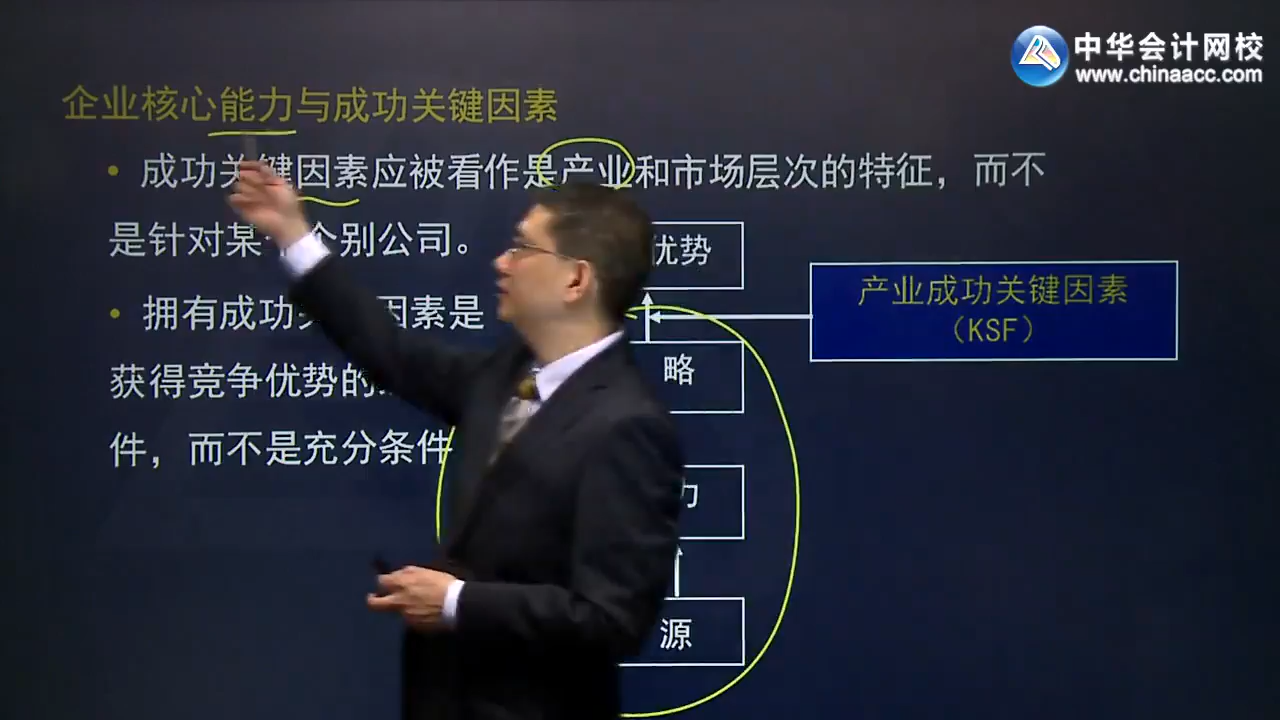 中华会计网校
www.chinaacc.com
企业核心能力与成功关键因素
• 成功关键因素应被看作是产业和市场层次的特征，而不
是针对某个别公司。
• 拥有成功关 因素是
获得竞争优势的
件，而不是充分条件
优势
略
力
源
产业成功关键因素
（KSF）